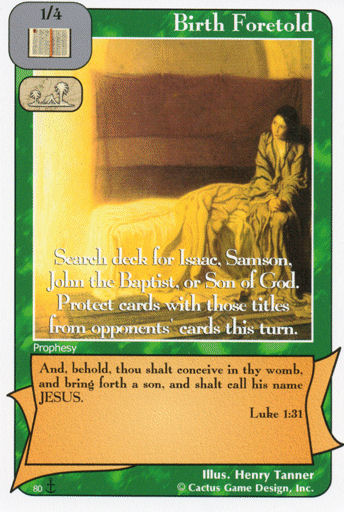 1/4
Birth Foretold
Search deck for Isaac, Samson,
John the Baptist, or Son of God.
Protect cards with those titles
from opponents' cards this turn.
Prophesy
And, behold, thou shalt conceive in thy womb,
and bring forth a son, and shalt call his name
JESUS.
Luke 1:31
Illus. Henry Tanner
80
© Cactus Game Design, Inc.